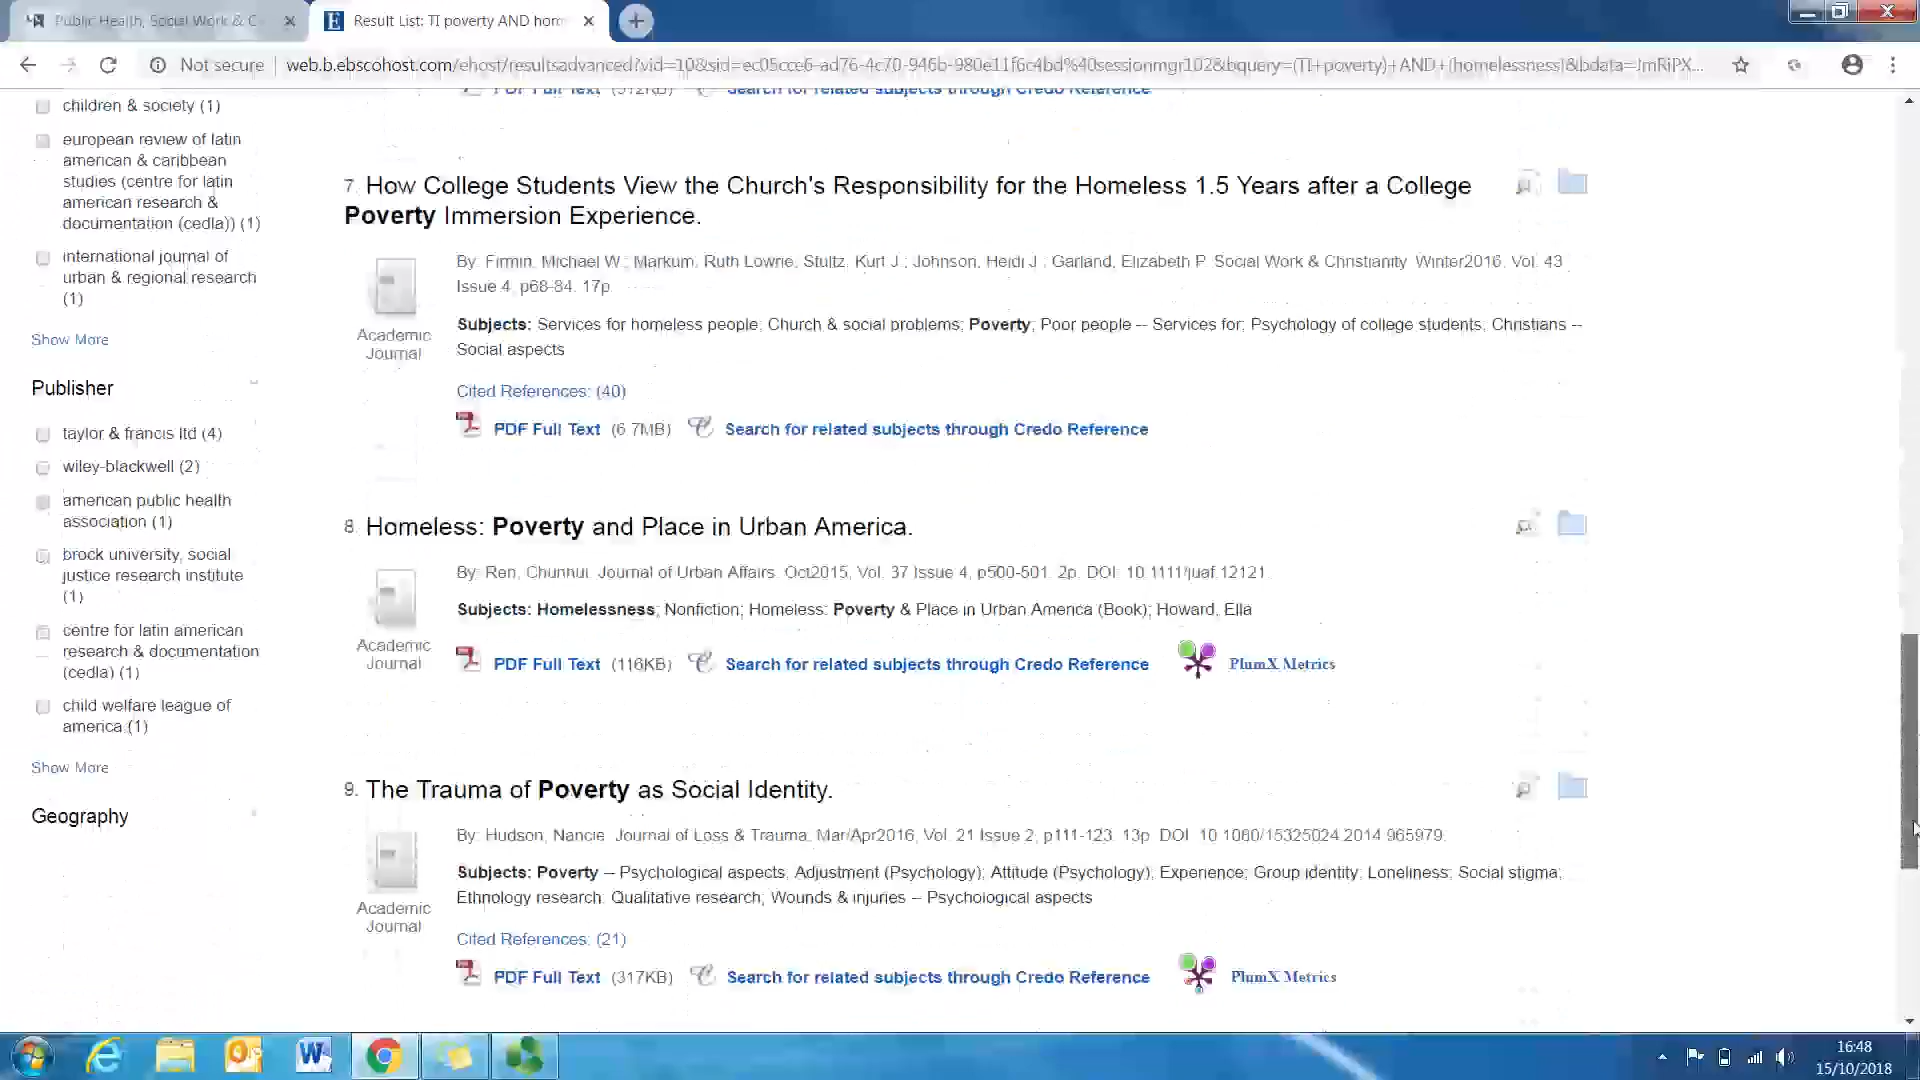 Public Health, Social Work & C
Result List: TI poverty AND hom
Not secure
web.b.ebscohost.com/ehost/resultsadvanced?vid=10&sid=ec05cce6-ad76-4c70-946b-980e11f6c4bd%40sessionmgr102&bquery=(TI+poverty)+AND+(homelessness)&bdata=JmRiPX...
children & society (1)
european review of latin
american & caribbean
studies (centre for latin
american research &
documentation (cedla)) (1)
international journal of
urban & regional research
(1)
Show More
Publisher
taylor & francis ltd (4)
wiley-blackwell (2)
american public health
association (1)
brock university, social
justice research institute
(1)
centre for latin american
research & documentation
(cedla) (1)
child welfare league of
america (1)
Show More
Geography
PDF Full Text (312KB) Search for related subjects through Credo Reference
7. How College Students View the Church's Responsibility for the Homeless 1.5 Years after a College
Poverty Immersion Experience.
By: Firmin, Michael W.; Markum, Ruth Lowrie; Stultz, Kurt J.; Johnson, Heidi J.; Garland, Elizabeth P. Social Work & Christianity. Winter2016, Vol. 43
Issue 4, p68-84. 17p.
Academic
Journal
Subjects: Services for homeless people; Church & social problems; Poverty; Poor people -- Services for; Psychology of college students; Christians --
Social aspects
Cited References: (40)
PDF Full Text (6.7MB) Search for related subjects through Credo Reference
8. Homeless: Poverty and Place in Urban America.
By: Ren, Chunhui. Journal of Urban Affairs. Oct2015, Vol. 37 Issue 4, p500-501. 2p. DOI: 10.1111/juaf.12121.
Academic
Journal
Subjects: Homelessness; Nonfiction; Homeless: Poverty & Place in Urban America (Book); Howard, Ella
PDF Full Text (116KB) Search for related subjects through Credo Reference PlumX Metrics
9. The Trauma of Poverty as Social Identity.
By: Hudson, Nancie. Journal of Loss & Trauma. Mar/Apr2016, Vol. 21 Issue 2, p111-123. 13p. DOI: 10.1080/15325024.2014.965979.
Academic
Journal
Subjects: Poverty -- Psychological aspects; Adjustment (Psychology); Attitude (Psychology); Experience; Group identity; Loneliness; Social stigma;
Ethnology research; Qualitative research; Wounds & injuries -- Psychological aspects
Cited References: (21)
PDF Full Text (317KB) Search for related subjects through Credo Reference PlumX Metrics
16:48
15/10/2018